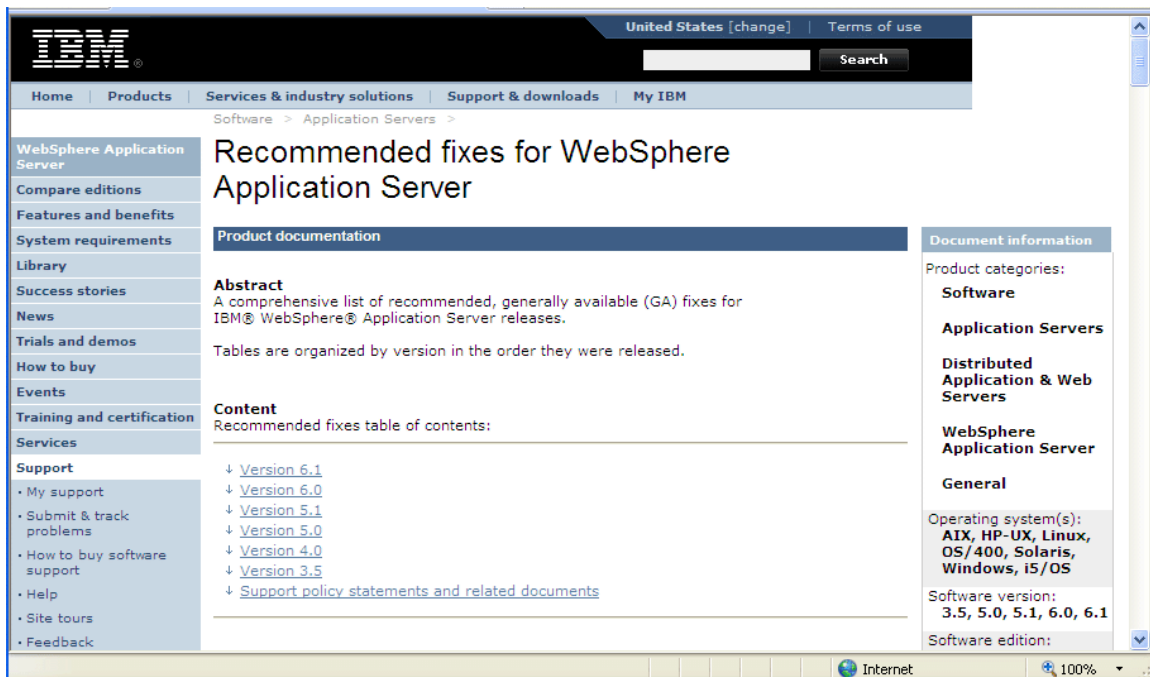 United States [change] | Terms of use
IBM®
Search
Home | Products | Services & industry solutions | Support & downloads | My IBM
Software > Application Servers >
WebSphere Application
Server
Compare editions
Features and benefits
System requirements
Library
Success stories
News
Trials and demos
How to buy
Events
Training and certification
Services
Support
• My support
• Submit & track
problems
• How to buy software
support
• Help
• Site tours
• Feedback
Recommended fixes for WebSphere
Application Server
Product documentation
Abstract
A comprehensive list of recommended, generally available (GA) fixes for
IBM® WebSphere® Application Server releases.
Tables are organized by version in the order they were released.
Content
Recommended fixes table of contents:
↓ Version 6.1
↓ Version 6.0
↓ Version 5.1
↓ Version 5.0
↓ Version 4.0
↓ Version 3.5
↓ Support policy statements and related documents
Document information
Product categories:
Software
Application Servers
Distributed
Application & Web
Servers
WebSphere
Application Server
General
Operating system(s):
AIX, HP-UX, Linux,
OS/400, Solaris,
Windows, i5/OS
Software version:
3.5, 5.0, 5.1, 6.0, 6.1
Software edition:
Internet
100%